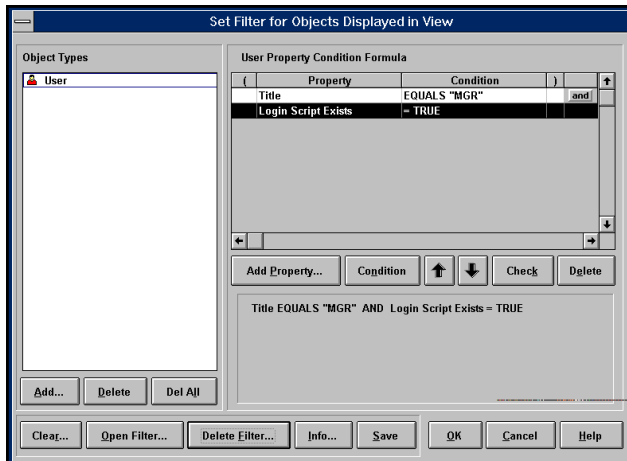 Set Filter for Objects Displayed in View
Object Types
User
Add...
Delete
Del All
User Property Condition Formula
( Property Condition )
Title EQUALS "MGR" and
Login Script Exists = TRUE
Add Property... Condition Check Delete
Title EQUALS "MGR" AND Login Script Exists = TRUE
Clear... Open Filter... Delete Filter... Info... Save OK Cancel Help